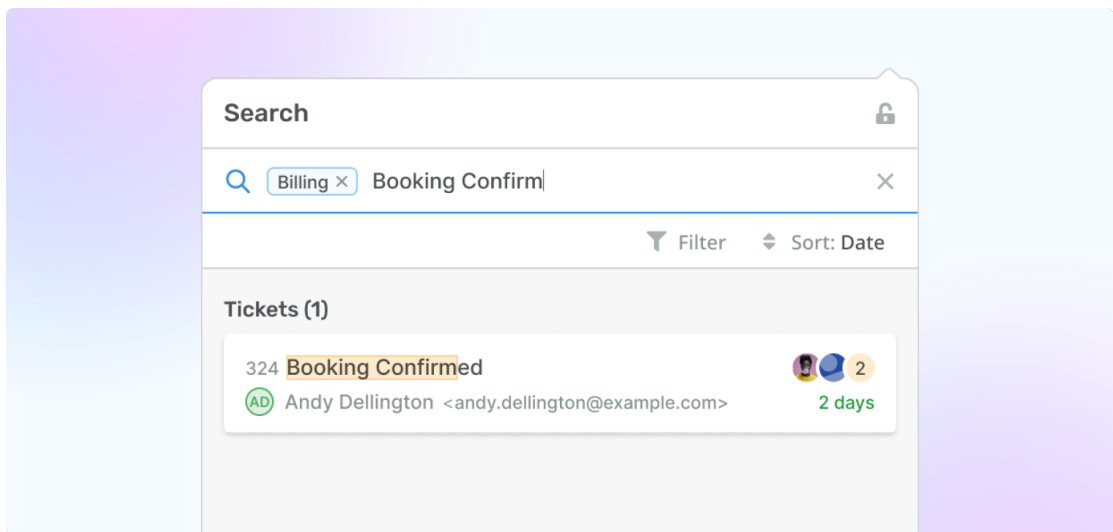 Search
Billing × Booking Confirm
Filter Sort: Date
Tickets (1)
324 Booking Confirmed 2
AD Andy Dellington <andy.dellington@example.com> 2 days